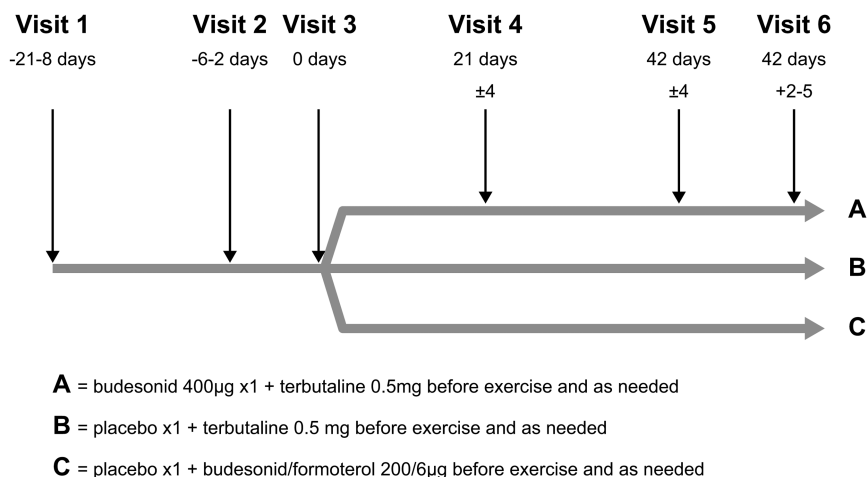 Visit 1 Visit 2 Visit 3 Visit 4 Visit 5 Visit 6
-21-8 days -6-2 days 0 days 21 days 42 days 42 days
±4 ±4 +2-5
A
B
C
A = budesonid 400µg x1 + terbutaline 0.5mg before exercise and as needed
B = placebo x1 + terbutaline 0.5 mg before exercise and as needed
C = placebo x1 + budesonid/formoterol 200/6µg before exercise and as needed